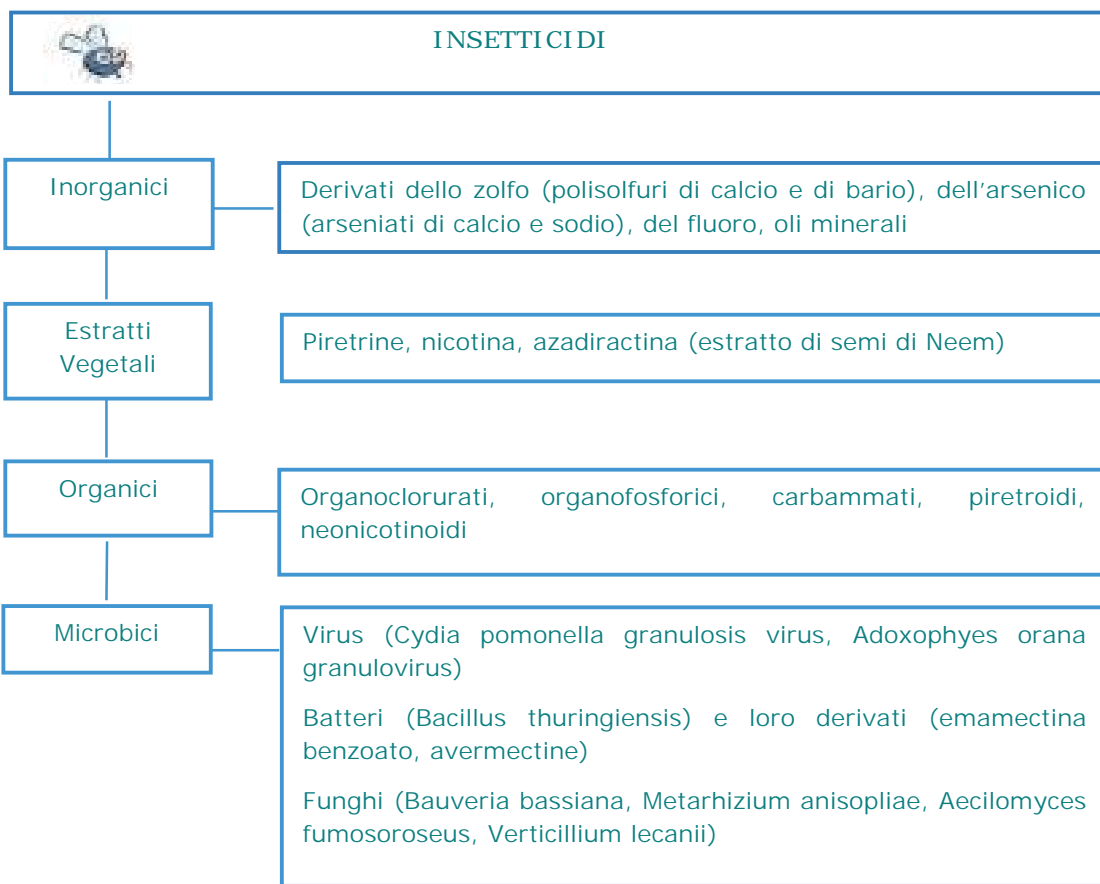 INSETTICIDI
Inorganici
Derivati dello zolfo (polisolfuri di calcio e di bario), dell'arsenico
(arseniati di calcio e sodio), del fluoro, oli minerali
Estratti
Vegetali
Piretrine, nicotina, azadiractina (estratto di semi di Neem)
Organici
Organoclorurati, organofosforici, carbammati, piretroidi,
neonicotinoidi
Microbici
Virus (Cydia pomonella granulosis virus, Adoxophyes orana
granulovirus)
Batteri (Bacillus thuringiensis) e loro derivati (emamectina
benzoato, avermectine)
Funghi (Bauveria bassiana, Metarhizium anisopliae, Aecilomyces
fumosoroseus, Verticillium lecanii)